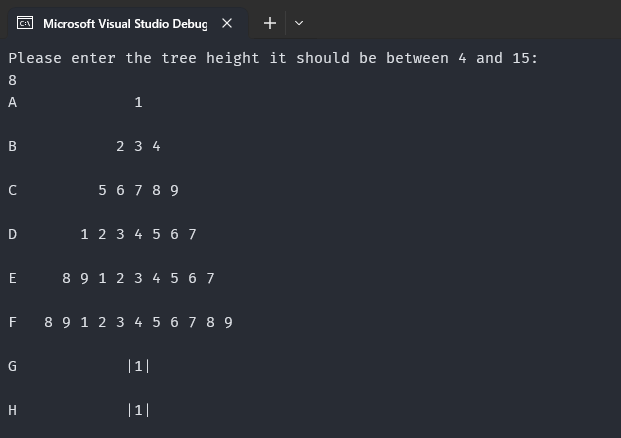 Microsoft Visual Studio Debug
Please enter the tree height it should be between 4 and 15:
8
A             1
B           2 3 4
C         5 6 7 8 9
D       1 2 3 4 5 6 7
E     8 9 1 2 3 4 5 6 7
F   8 9 1 2 3 4 5 6 7 8 9
G            |1|
H            |1|